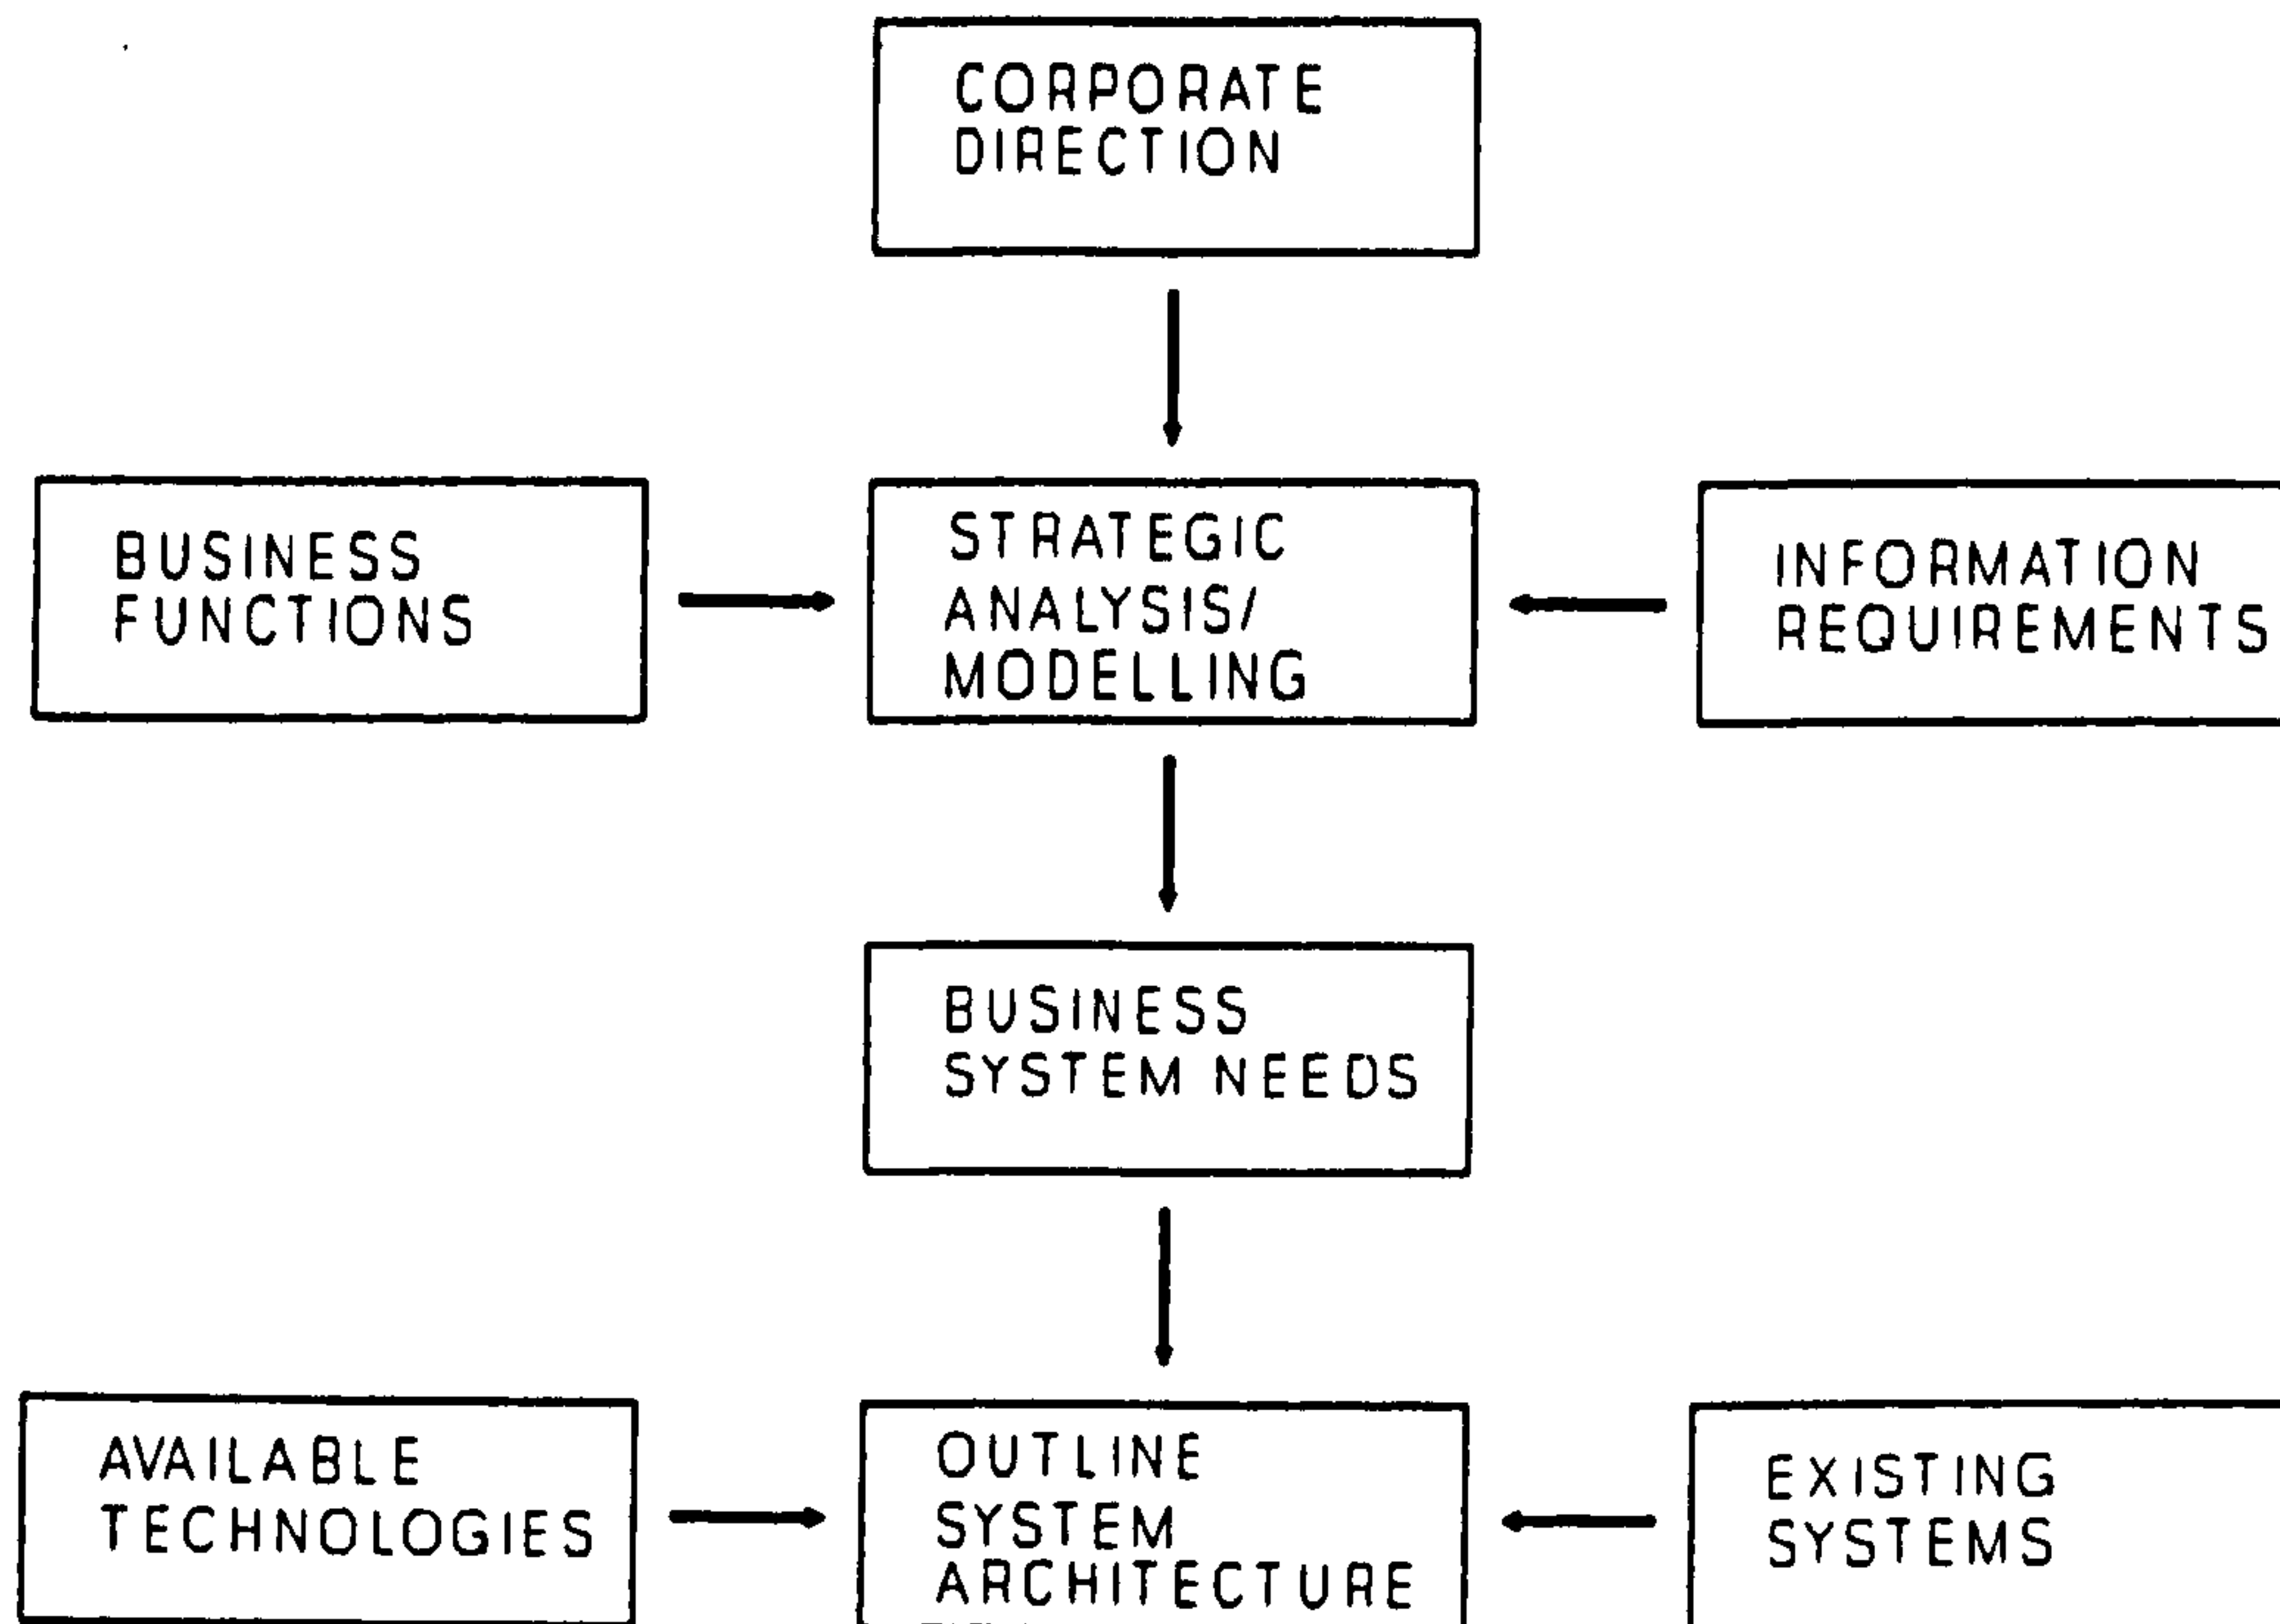 CORPORATE
DIRECTION
BUSINESS
FUNCTIONS
STRATEGIC
ANALYSIS/
MODELLING
INFORMATION
REQUIREMENTS
BUSINESS
SYSTEM NEEDS
AVAILABLE
TECHNOLOGIES
OUTLINE
SYSTEM
ARCHITECTURE
EXISTING
SYSTEMS